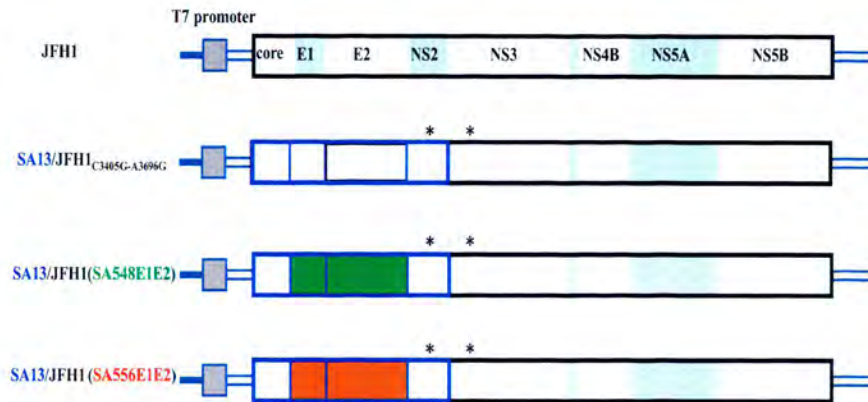 T7 promoter
JFH1
core E1 E2 NS2 NS3 NS4B NS5A NS5B
* *
SA13/JFH1C3405G-A3696G
* *
SA13/JFH1(SA548E1E2)
* *
SA13/JFH1 (SA556E1E2)